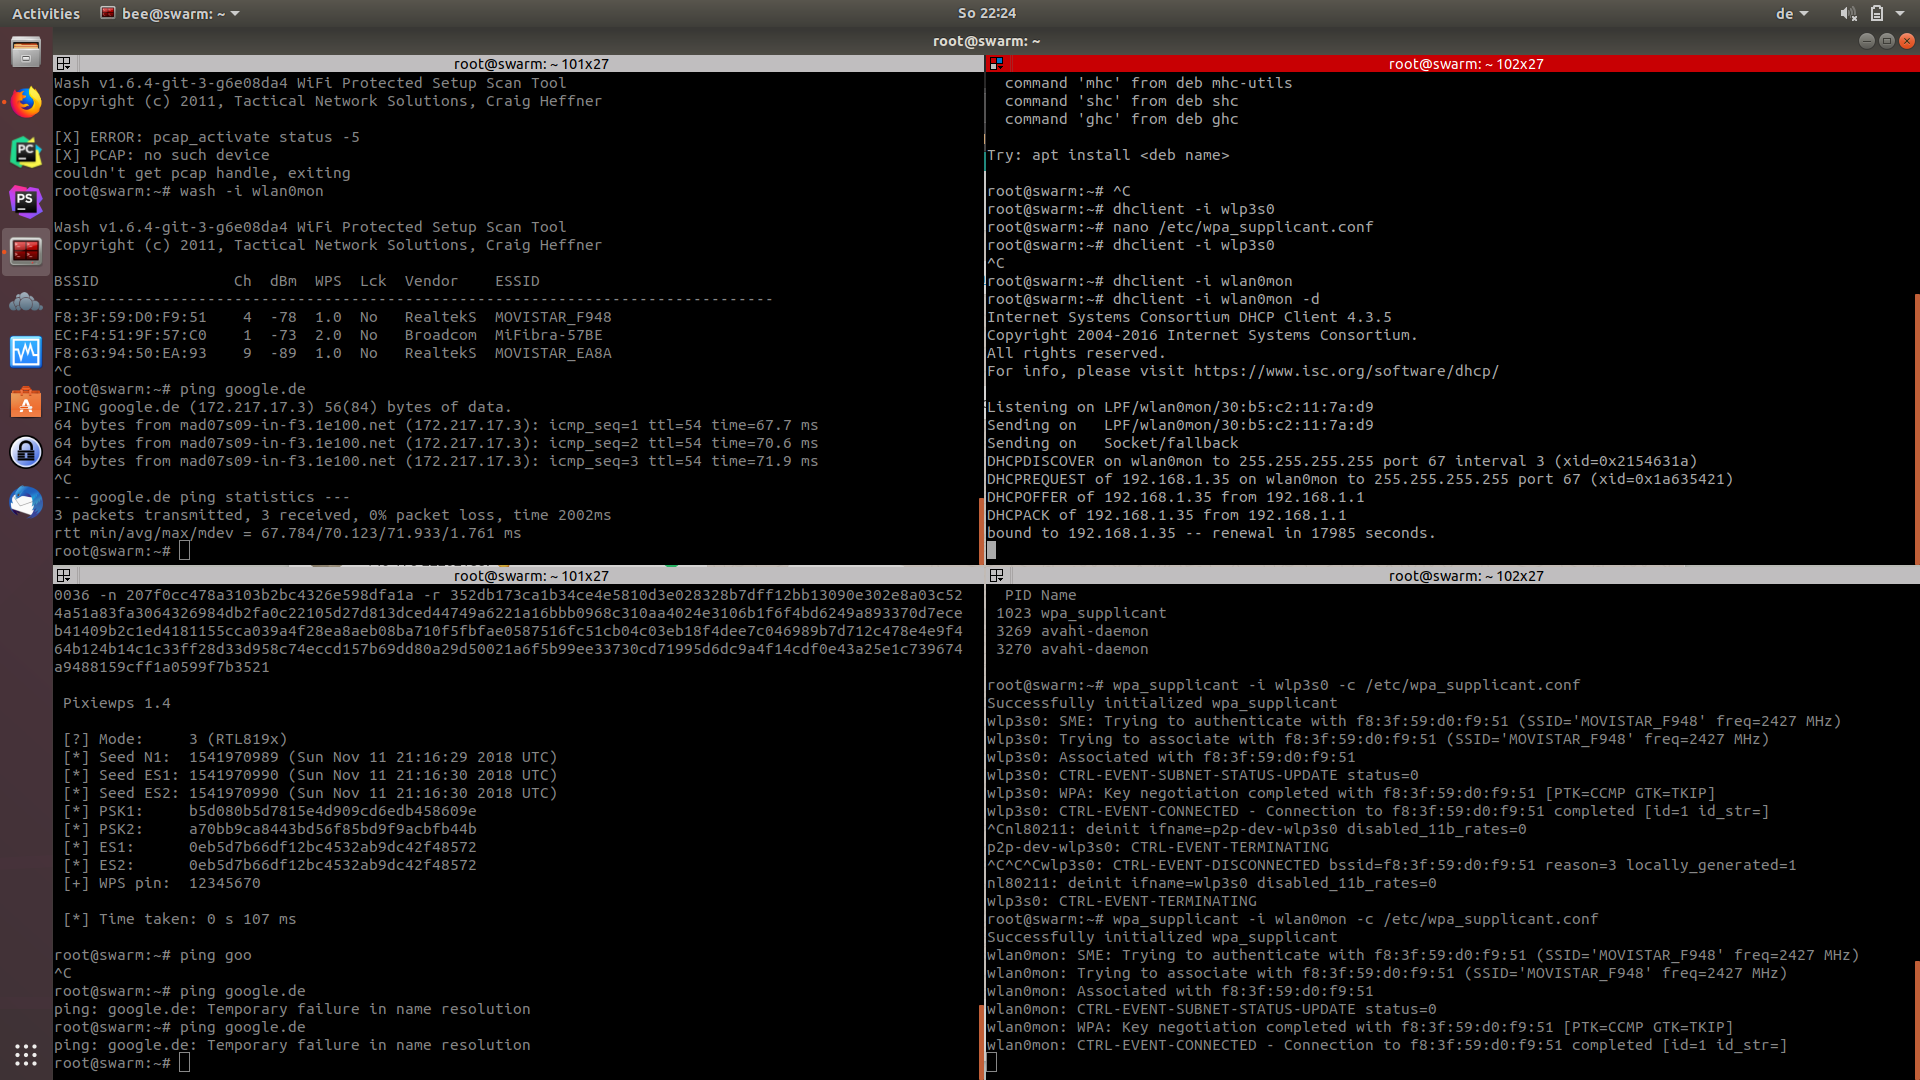 Activities
bee@swarm: ~
So 22:24
de
root@swarm: ~
root@swarm: ~ 101x27
Wash v1.6.4-git-3-g6e08da4 WiFi Protected Setup Scan Tool
Copyright (c) 2011, Tactical Network Solutions, Craig Heffner
[X] ERROR: pcap_activate status -5
[X] PCAP: no such device
couldn't get pcap handle, exiting
root@swarm:~# wash -i wlan0mon
Wash v1.6.4-git-3-g6e08da4 WiFi Protected Setup Scan Tool
Copyright (c) 2011, Tactical Network Solutions, Craig Heffner
BSSID Ch dBm WPS Lck Vendor ESSID
--------------------------------------------------------------------------------
F8:3F:59:D0:F9:51 4 -78 1.0 No RealtekS MOVISTAR_F948
EC:F4:51:9F:57:C0 1 -73 2.0 No Broadcom MiFibra-57BE
F8:63:94:50:EA:93 9 -89 1.0 No RealtekS MOVISTAR_EA8A
^C
root@swarm:~# ping google.de
PING google.de (172.217.17.3) 56(84) bytes of data.
64 bytes from mad07s09-in-f3.1e100.net (172.217.17.3): icmp_seq=1 ttl=54 time=67.7 ms
64 bytes from mad07s09-in-f3.1e100.net (172.217.17.3): icmp_seq=2 ttl=54 time=70.6 ms
64 bytes from mad07s09-in-f3.1e100.net (172.217.17.3): icmp_seq=3 ttl=54 time=71.9 ms
^C
--- google.de ping statistics ---
3 packets transmitted, 3 received, 0% packet loss, time 2002ms
rtt min/avg/max/mdev = 67.784/70.123/71.933/1.761 ms
root@swarm:~#
root@swarm: ~ 102x27
command 'mhc' from deb mhc-utils
command 'shc' from deb shc
command 'ghc' from deb ghc
Try: apt install <deb name>
root@swarm:~# ^C
root@swarm:~# dhclient -i wlp3s0
root@swarm:~# nano /etc/wpa_supplicant.conf
root@swarm:~# dhclient -i wlp3s0
^C
root@swarm:~# dhclient -i wlan0mon
root@swarm:~# dhclient -i wlan0mon -d
Internet Systems Consortium DHCP Client 4.3.5
Copyright 2004-2016 Internet Systems Consortium.
All rights reserved.
For info, please visit https://www.isc.org/software/dhcp/
Listening on LPF/wlan0mon/30:b5:c2:11:7a:d9
Sending on LPF/wlan0mon/30:b5:c2:11:7a:d9
Sending on Socket/fallback
DHCPDISCOVER on wlan0mon to 255.255.255.255 port 67 interval 3 (xid=0x2154631a)
DHCPREQUEST of 192.168.1.35 on wlan0mon to 255.255.255.255 port 67 (xid=0x1a635421)
DHCPOFFER of 192.168.1.35 from 192.168.1.1
DHCPACK of 192.168.1.35 from 192.168.1.1
bound to 192.168.1.35 -- renewal in 17985 seconds.
root@swarm: ~ 101x27
0036 -n 207f0cc478a3103b2bc4326e598dfa1a -r 352db173ca1b34ce4e5810d3e028328b7dff12bb13090e302e8a03c52
4a51a83fa3064326984db2fa0c22105d27d813dced44749a6221a16bbb0968c310aa4024e3106b1f6f4bd6249a893370d7ece
b41409b2c1ed4181155cca039a4f28ea8aeb08ba710f5fbfae0587516fc51cb04c03eb18f4dee7c046989b7d712c478e4e9f4
64b124b14c1c33ff28d33d958c74eccd157b69dd80a29d50021a6f5b99ee33730cd71995d6dc9a4f14cdf0e43a25e1c739674
a9488159cff1a0599f7b3521
Pixiewps 1.4
[?] Mode: 3 (RTL819x)
[*] Seed N1: 1541970989 (Sun Nov 11 21:16:29 2018 UTC)
[*] Seed ES1: 1541970990 (Sun Nov 11 21:16:30 2018 UTC)
[*] Seed ES2: 1541970990 (Sun Nov 11 21:16:30 2018 UTC)
[*] PSK1: b5d080b5d7815e4d909cd6edb458609e
[*] PSK2: a70bb9ca8443bd56f85bd9f9acbfb44b
[*] ES1: 0eb5d7b66df12bc4532ab9dc42f48572
[*] ES2: 0eb5d7b66df12bc4532ab9dc42f48572
[+] WPS pin: 12345670
[*] Time taken: 0 s 107 ms
root@swarm:~# ping goo
^C
root@swarm:~# ping google.de
ping: google.de: Temporary failure in name resolution
root@swarm:~# ping google.de
ping: google.de: Temporary failure in name resolution
root@swarm:~#
root@swarm: ~ 102x27
PID Name
1023 wpa_supplicant
3269 avahi-daemon
3270 avahi-daemon
root@swarm:~# wpa_supplicant -i wlp3s0 -c /etc/wpa_supplicant.conf
Successfully initialized wpa_supplicant
wlp3s0: SME: Trying to authenticate with f8:3f:59:d0:f9:51 (SSID='MOVISTAR_F948' freq=2427 MHz)
wlp3s0: Trying to associate with f8:3f:59:d0:f9:51 (SSID='MOVISTAR_F948' freq=2427 MHz)
wlp3s0: Associated with f8:3f:59:d0:f9:51
wlp3s0: CTRL-EVENT-SUBNET-STATUS-UPDATE status=0
wlp3s0: WPA: Key negotiation completed with f8:3f:59:d0:f9:51 [PTK=CCMP GTK=TKIP]
wlp3s0: CTRL-EVENT-CONNECTED - Connection to f8:3f:59:d0:f9:51 completed [id=1 id_str=]
^Cnl80211: deinit ifname=p2p-dev-wlp3s0 disabled_11b_rates=0
p2p-dev-wlp3s0: CTRL-EVENT-TERMINATING
^C^C^Cwlp3s0: CTRL-EVENT-DISCONNECTED bssid=f8:3f:59:d0:f9:51 reason=3 locally_generated=1
nl80211: deinit ifname=wlp3s0 disabled_11b_rates=0
wlp3s0: CTRL-EVENT-TERMINATING
root@swarm:~# wpa_supplicant -i wlan0mon -c /etc/wpa_supplicant.conf
Successfully initialized wpa_supplicant
wlan0mon: SME: Trying to authenticate with f8:3f:59:d0:f9:51 (SSID='MOVISTAR_F948' freq=2427 MHz)
wlan0mon: Trying to associate with f8:3f:59:d0:f9:51 (SSID='MOVISTAR_F948' freq=2427 MHz)
wlan0mon: Associated with f8:3f:59:d0:f9:51
wlan0mon: CTRL-EVENT-SUBNET-STATUS-UPDATE status=0
wlan0mon: WPA: Key negotiation completed with f8:3f:59:d0:f9:51 [PTK=CCMP GTK=TKIP]
wlan0mon: CTRL-EVENT-CONNECTED - Connection to f8:3f:59:d0:f9:51 completed [id=1 id_str=]
PC
PS